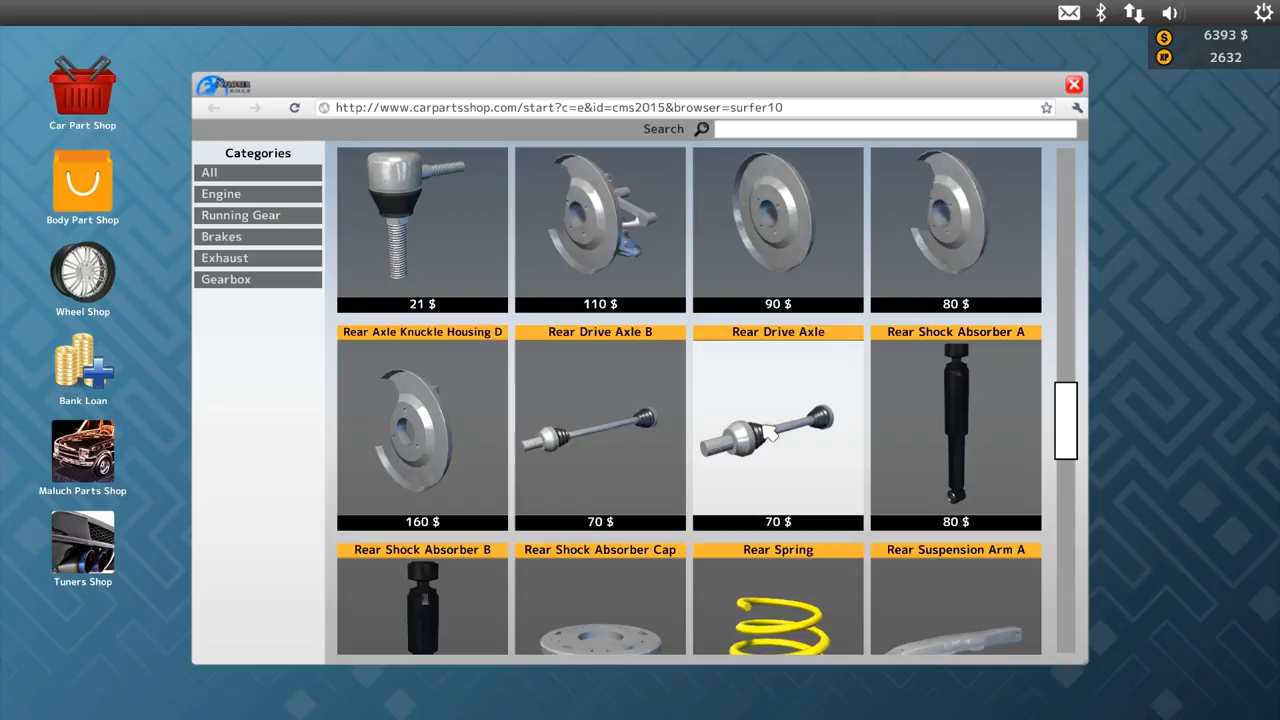 6393 $
2632
Car Part Shop
Body Part Shop
Wheel Shop
Bank Loan
Maluch Parts Shop
Tuners Shop
http://www.carpartsshop.com/start?c=e&id=cms2015&browser=surfer10
Search
Categories
All
Engine
Running Gear
Brakes
Exhaust
Gearbox
21 $
110 $
90 $
80 $
Rear Axle Knuckle Housing D
Rear Drive Axle B
Rear Drive Axle
Rear Shock Absorber A
160 $
70 $
70 $
80 $
Rear Shock Absorber B
Rear Shock Absorber Cap
Rear Spring
Rear Suspension Arm A